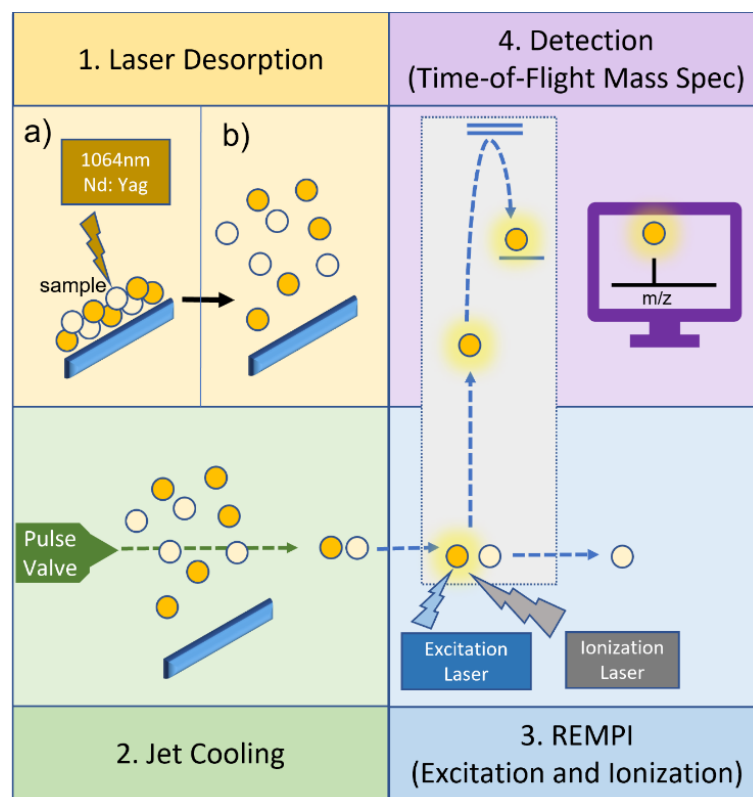 1. Laser Desorption
a)
1064nm
Nd: Yag
sample
b)
4. Detection
(Time-of-Flight Mass Spec)
m/z
Pulse
Valve
2. Jet Cooling
Excitation
Laser
Ionization
Laser
3. REMPI
(Excitation and Ionization)